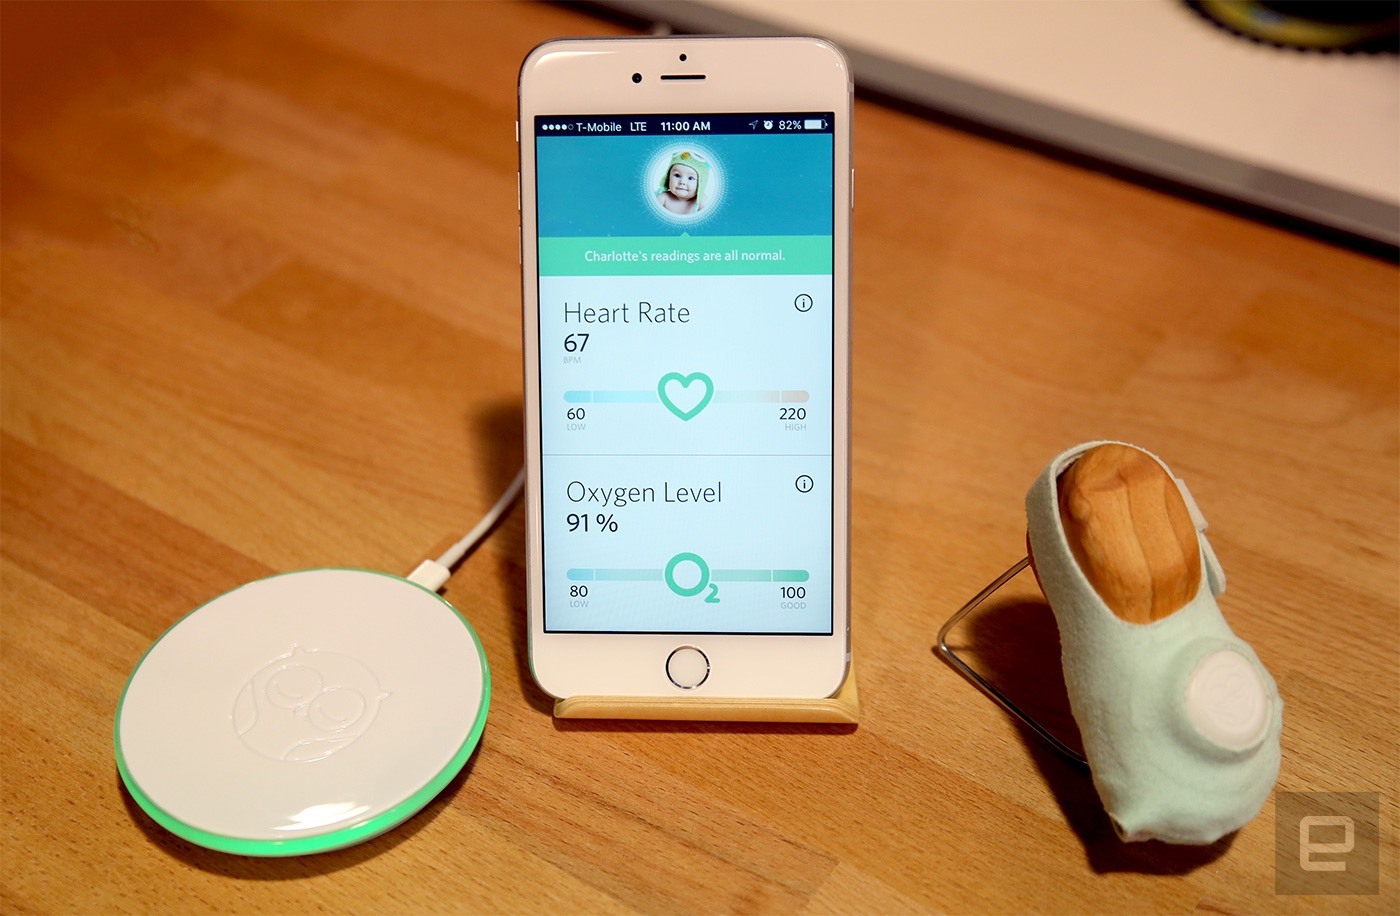 T-Mobile LTE 11:00 AM 82%
Charlotte's readings are all normal.
Heart Rate
67
BPM
60 220
LOW HIGH
Oxygen Level
91 %
O2
80 100
LOW GOOD
e